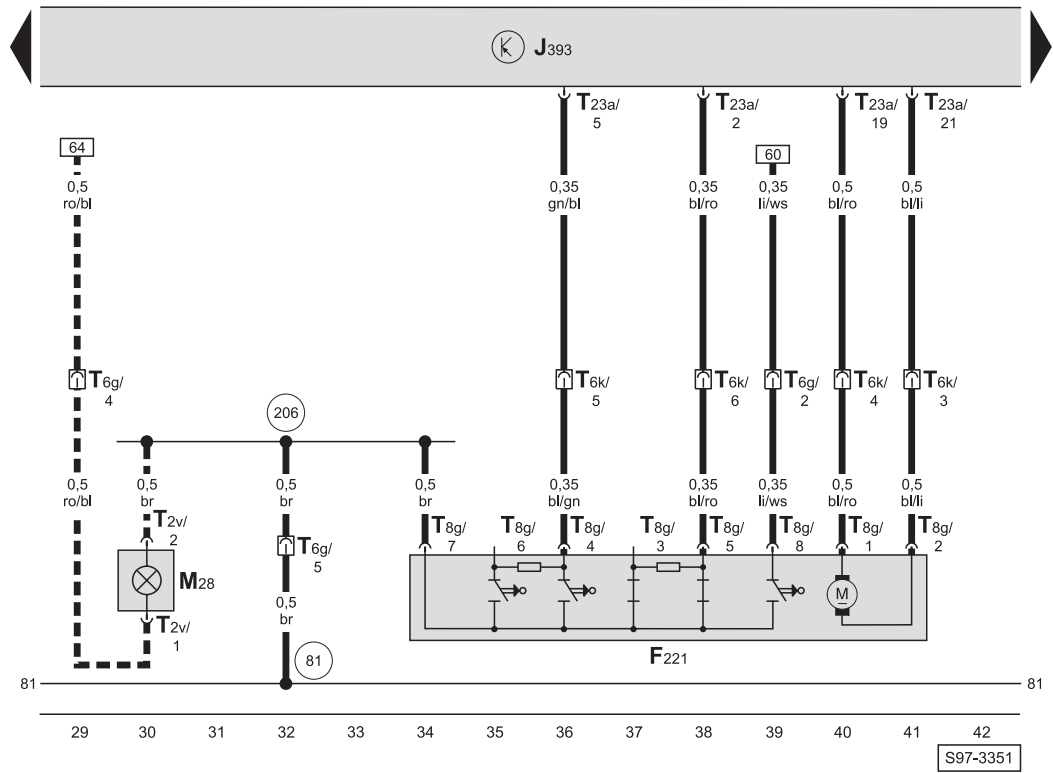 J393
T23a/ T23a/ T23a/ T23a/
5 2 19 21
64 60
0,5 0,35 0,35 0,35 0,5 0,5
ro/bl gn/bl bl/ro li/ws bl/ro bl/li
T6g/ T6k/ T6k/ T6g/ T6k/ T6k/
4 5 6 2 4 3
206
0,5 0,5 0,5 0,5 0,35 0,35 0,35 0,5 0,5
ro/bl br br br bl/gn bl/ro li/ws bl/ro bl/li
T2v/ T8g/ T8g/ T8g/ T8g/ T8g/ T8g/ T8g/ T8g/
2 7 6 4 3 5 8 1 2
T6g/
5
M28 M
0,5
br
T2v/
1
F221
81
81 81
29 30 31 32 33 34 35 36 37 38 39 40 41 42
S97-3351